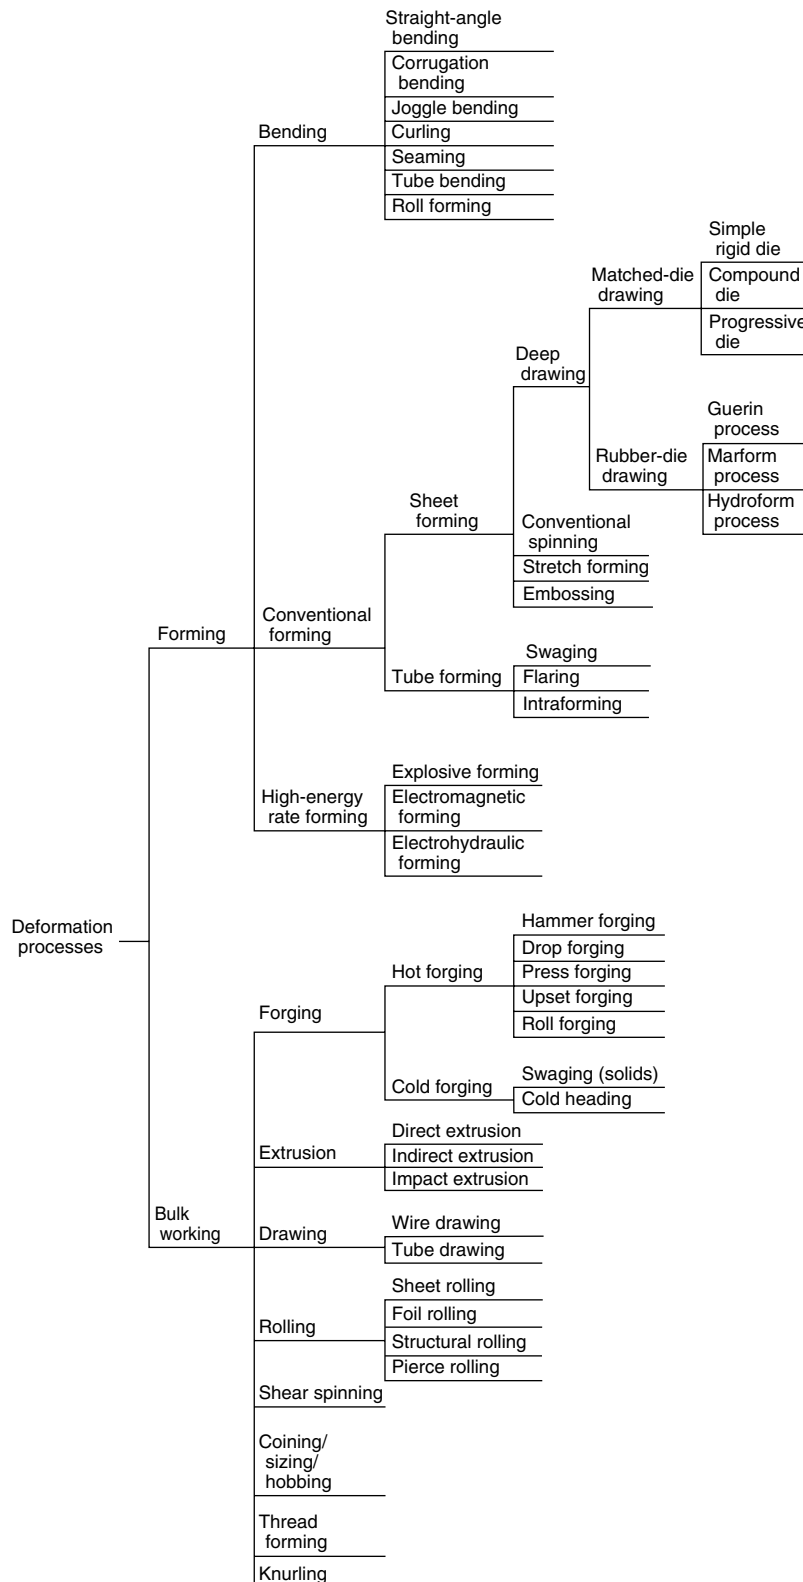 Straight-angle
bending
Corrugation
bending
Joggle bending
Bending
Curling
Seaming
Tube bending
Roll forming
Simple
rigid die
Matched-die
drawing
Compound
die
Progressive
die
Deep
drawing
Guerin
process
Rubber-die
drawing
Marform
process
Hydroform
process
Sheet
forming
Conventional
spinning
Stretch forming
Embossing
Forming
Conventional
forming
Swaging
Tube forming
Flaring
Intraforming
Explosive forming
High-energy
rate forming
Electromagnetic
forming
Electrohydraulic
forming
Deformation
processes
Hammer forging
Drop forging
Hot forging
Press forging
Upset forging
Forging
Roll forging
Swaging (solids)
Cold forging
Cold heading
Direct extrusion
Extrusion
Indirect extrusion
Impact extrusion
Bulk
working
Drawing
Wire drawing
Tube drawing
Sheet rolling
Foil rolling
Rolling
Structural rolling
Pierce rolling
Shear spinning
Coining/
sizing/
hobbing
Thread
forming
Knurling